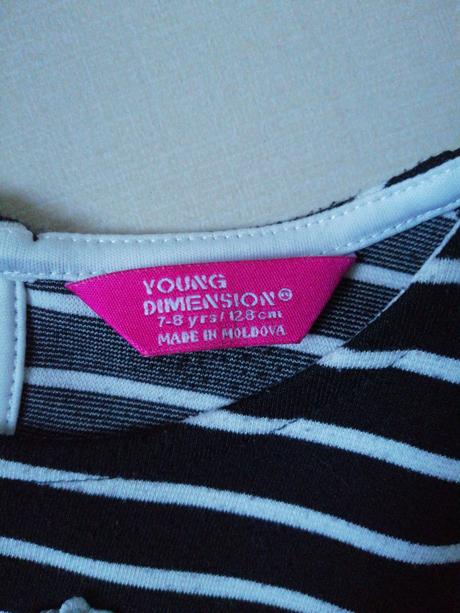 YOUNG
DIMENSION®
7-8 yrs/128cm
MADE IN MOLDOVA